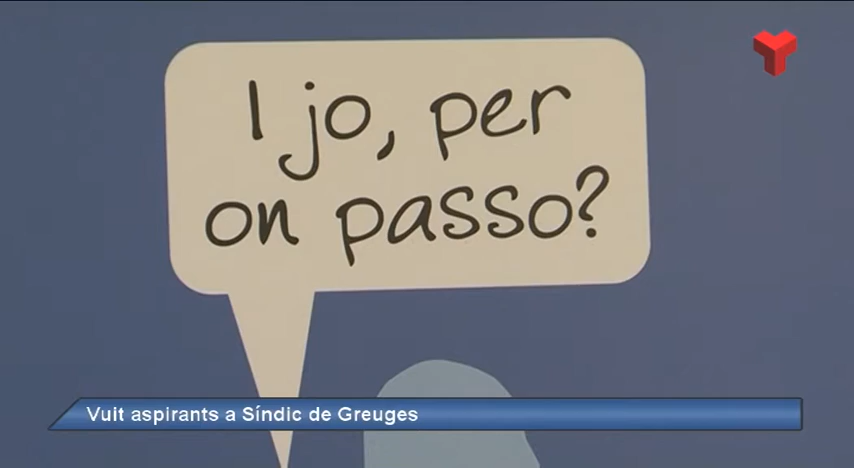 I jo, per
on passo?
Vuit aspirants a Síndic de Greuges